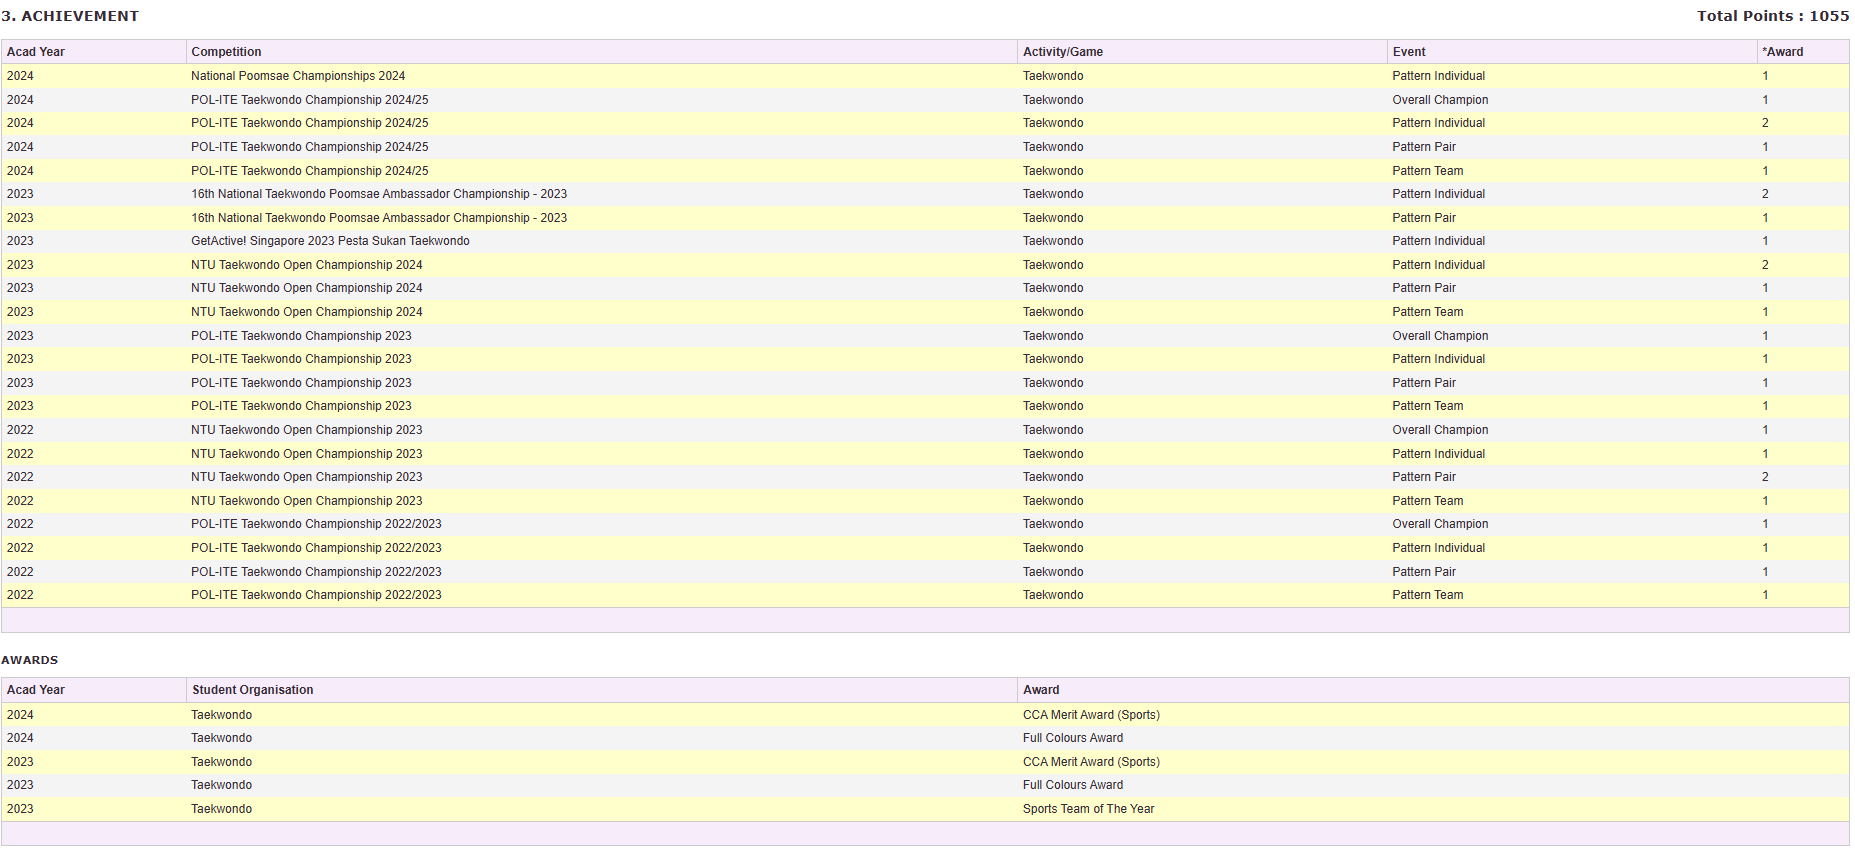 3. ACHIEVEMENT Total Points : 1055
Acad Year Competition Activity/Game Event *Award
2024 National Poomsae Championships 2024 Taekwondo Pattern Individual 1
2024 POL-ITE Taekwondo Championship 2024/25 Taekwondo Overall Champion 1
2024 POL-ITE Taekwondo Championship 2024/25 Taekwondo Pattern Individual 2
2024 POL-ITE Taekwondo Championship 2024/25 Taekwondo Pattern Pair 1
2024 POL-ITE Taekwondo Championship 2024/25 Taekwondo Pattern Team 1
2023 16th National Taekwondo Poomsae Ambassador Championship - 2023 Taekwondo Pattern Individual 2
2023 16th National Taekwondo Poomsae Ambassador Championship - 2023 Taekwondo Pattern Pair 1
2023 GetActive! Singapore 2023 Pesta Sukan Taekwondo Taekwondo Pattern Individual 1
2023 NTU Taekwondo Open Championship 2024 Taekwondo Pattern Individual 2
2023 NTU Taekwondo Open Championship 2024 Taekwondo Pattern Pair 1
2023 NTU Taekwondo Open Championship 2024 Taekwondo Pattern Team 1
2023 POL-ITE Taekwondo Championship 2023 Taekwondo Overall Champion 1
2023 POL-ITE Taekwondo Championship 2023 Taekwondo Pattern Individual 1
2023 POL-ITE Taekwondo Championship 2023 Taekwondo Pattern Pair 1
2023 POL-ITE Taekwondo Championship 2023 Taekwondo Pattern Team 1
2022 NTU Taekwondo Open Championship 2023 Taekwondo Overall Champion 1
2022 NTU Taekwondo Open Championship 2023 Taekwondo Pattern Individual 1
2022 NTU Taekwondo Open Championship 2023 Taekwondo Pattern Pair 2
2022 NTU Taekwondo Open Championship 2023 Taekwondo Pattern Team 1
2022 POL-ITE Taekwondo Championship 2022/2023 Taekwondo Overall Champion 1
2022 POL-ITE Taekwondo Championship 2022/2023 Taekwondo Pattern Individual 1
2022 POL-ITE Taekwondo Championship 2022/2023 Taekwondo Pattern Pair 1
2022 POL-ITE Taekwondo Championship 2022/2023 Taekwondo Pattern Team 1
AWARDS
Acad Year Student Organisation Award
2024 Taekwondo CCA Merit Award (Sports)
2024 Taekwondo Full Colours Award
2023 Taekwondo CCA Merit Award (Sports)
2023 Taekwondo Full Colours Award
2023 Taekwondo Sports Team of The Year